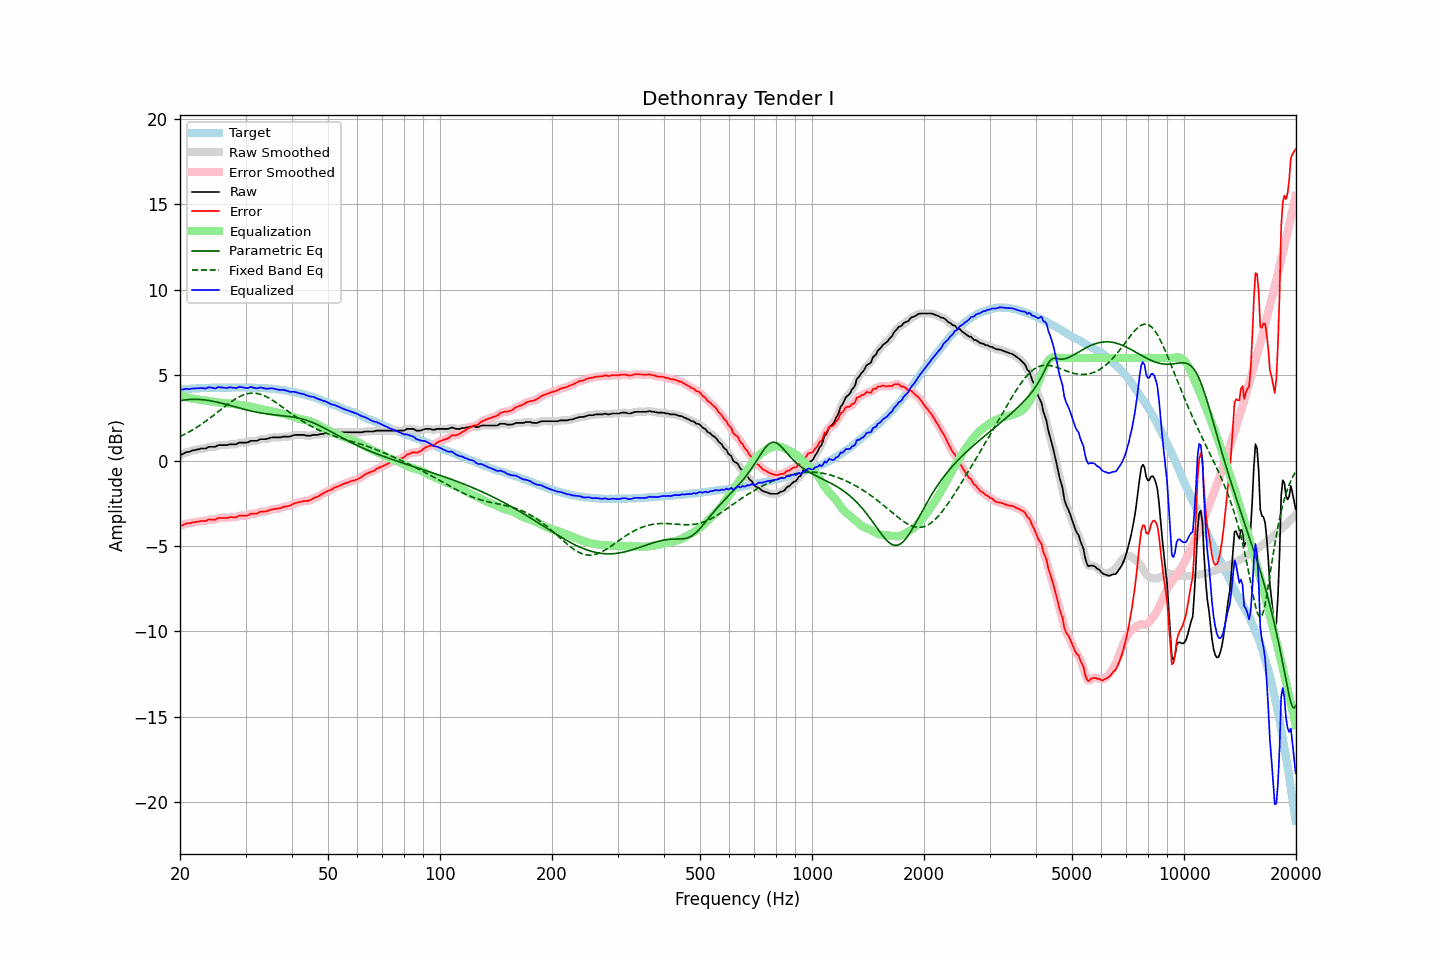 Dethonray Tender I
Target
Raw Smoothed
Error Smoothed
Raw
Error
Equalization
Parametric Eq
Fixed Band Eq
Equalized
20
15
10
5
0
−5
−10
−15
−20
Amplitude (dBr)
20 50 100 200 500 1000 2000 5000 10000 20000
Frequency (Hz)